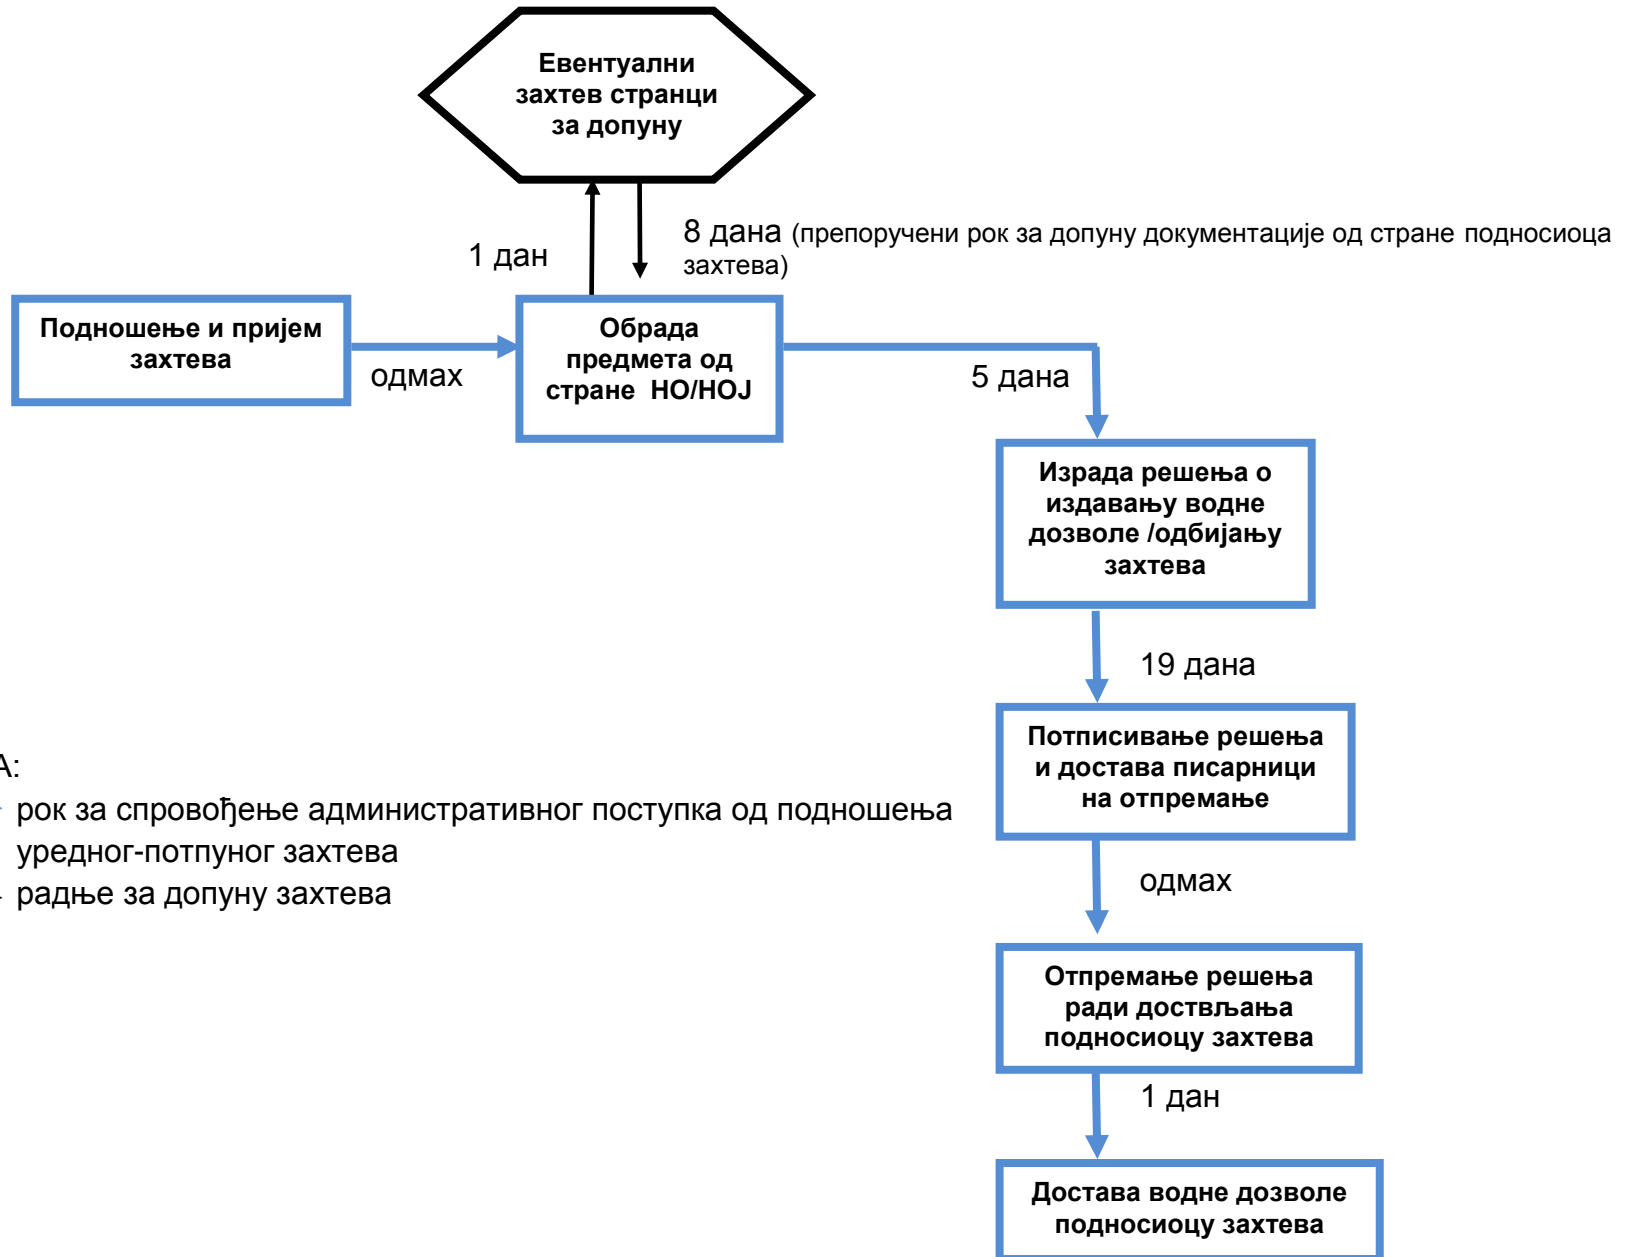 Евентуални
захтев странци
за допуну
1 дан
8 дана (препоручени рок за допуну документације од стране подносиоца
захтева)
Подношење и пријем
захтева
одмах
Обрада
предмета од
стране НО/НОЈ
5 дана
Израда решења о
издавању водне
дозволе /одбијању
захтева
19 дана
Потписивање решења
и достава писарници
на отпремање
А:
рок за спровођење административног поступка од подношења
уредног-потпуног захтева
радње за допуну захтева
одмах
Отпремање решења
ради доствљања
подносиоцу захтева
1 дан
Достава водне дозволе
подносиоцу захтева